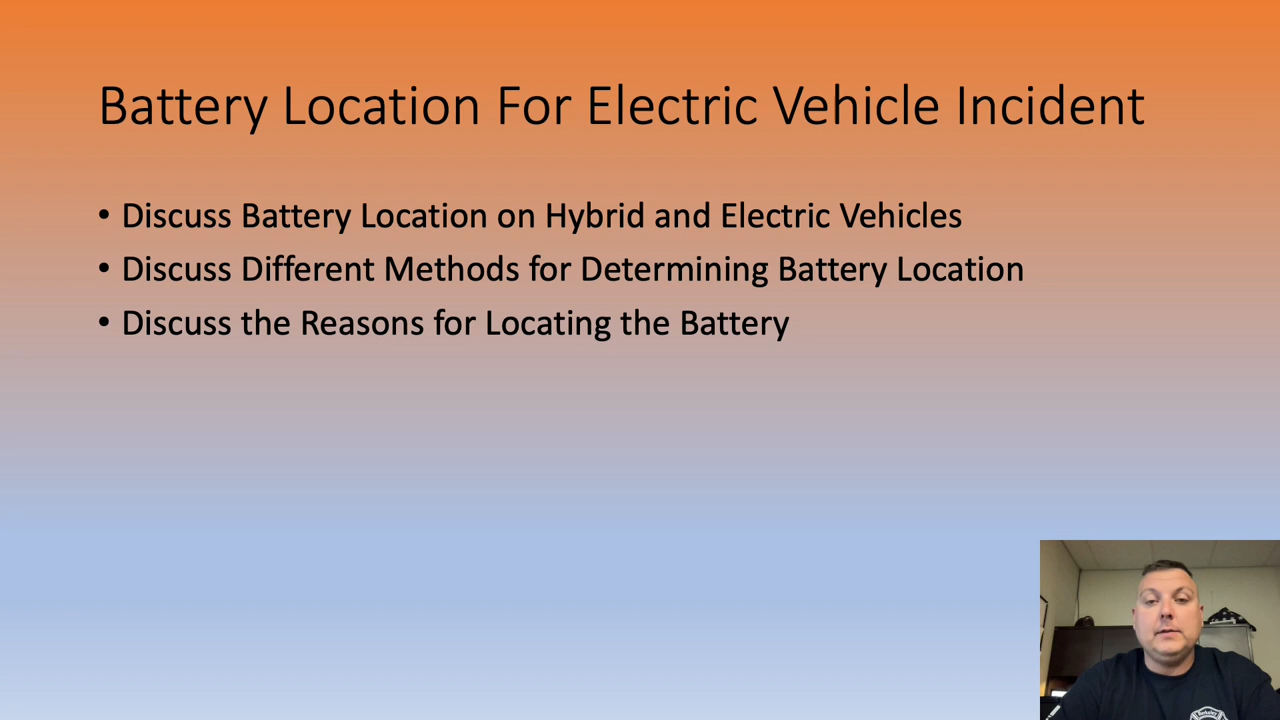 Battery Location For Electric Vehicle Incident
• Discuss Battery Location on Hybrid and Electric Vehicles
• Discuss Different Methods for Determining Battery Location
• Discuss the Reasons for Locating the Battery